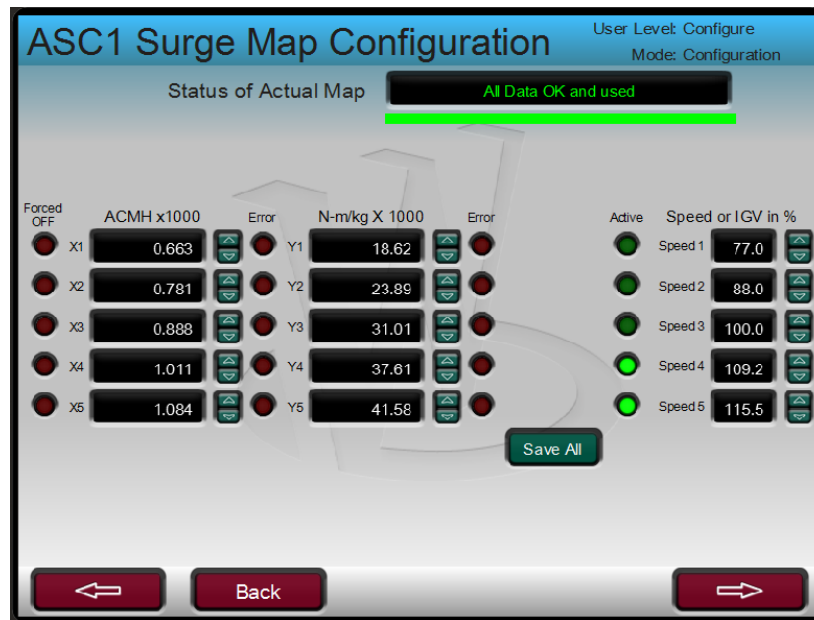 ASC1 Surge Map Configuration
User Level: Configure
Mode: Configuration
Status of Actual Map
All Data OK and used
Forced OFF ACMH x1000 Error N-m/kg X 1000 Error Active Speed or IGV in %
X1 0.663 Y1 18.62 Speed 1 77.0
X2 0.781 Y2 23.89 Speed 2 88.0
X3 0.888 Y3 31.01 Speed 3 100.0
X4 1.011 Y4 37.61 Speed 4 109.2
X5 1.084 Y5 41.58 Speed 5 115.5
Save All
Back